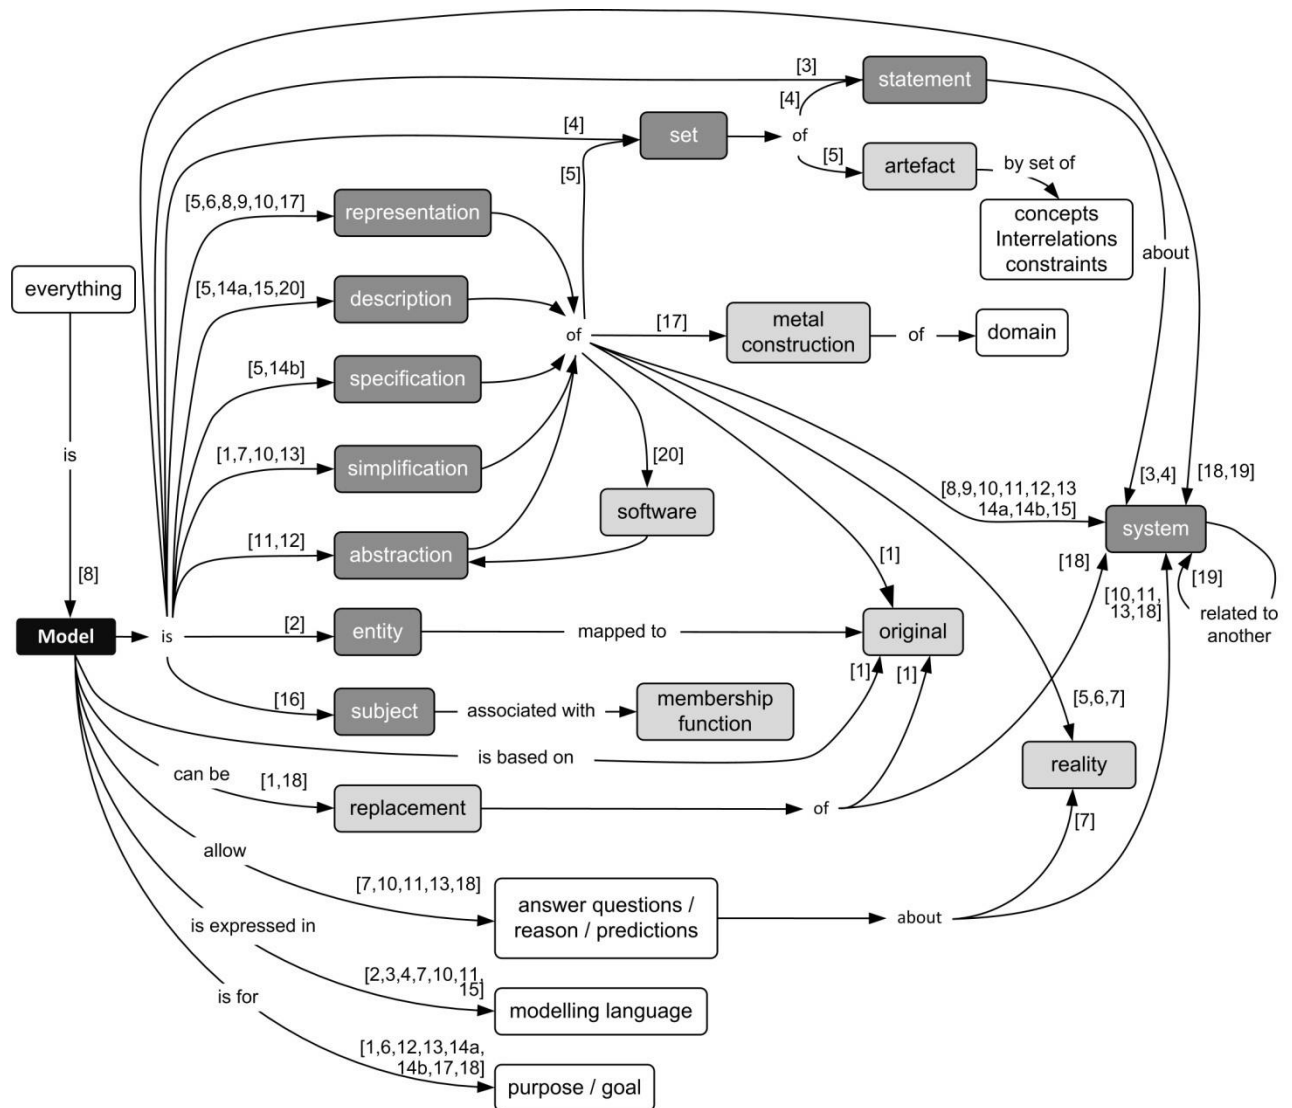 [3]
statement
[4]
[4]
set
of
[5]
[5]
artefact
by set of
[5,6,8,9,10,17]
representation
concepts
Interrelations
constraints
about
everything
[5,14a,15,20]
description
of
[17]
metal
construction
of
domain
[5,14b]
specification
is
[1,7,10,13]
simplification
[20]
software
[8,9,10,11,12,13
14a,14b,15]
[3,4]
[18,19]
system
[11,12]
abstraction
[1]
[18]
[19]
[8]
[10,11,
13,18]
related to
another
Model
is
[2]
entity
mapped to
original
[1]
[1]
[16]
subject
associated with
membership
function
[5,6,7]
is based on
reality
can be
[1,18]
replacement
of
[7]
allow
[7,10,11,13,18]
answer questions /
reason / predictions
about
is expressed in
[2,3,4,7,10,11,
15]
modelling language
is for
[1,6,12,13,14a,
14b,17,18]
purpose / goal